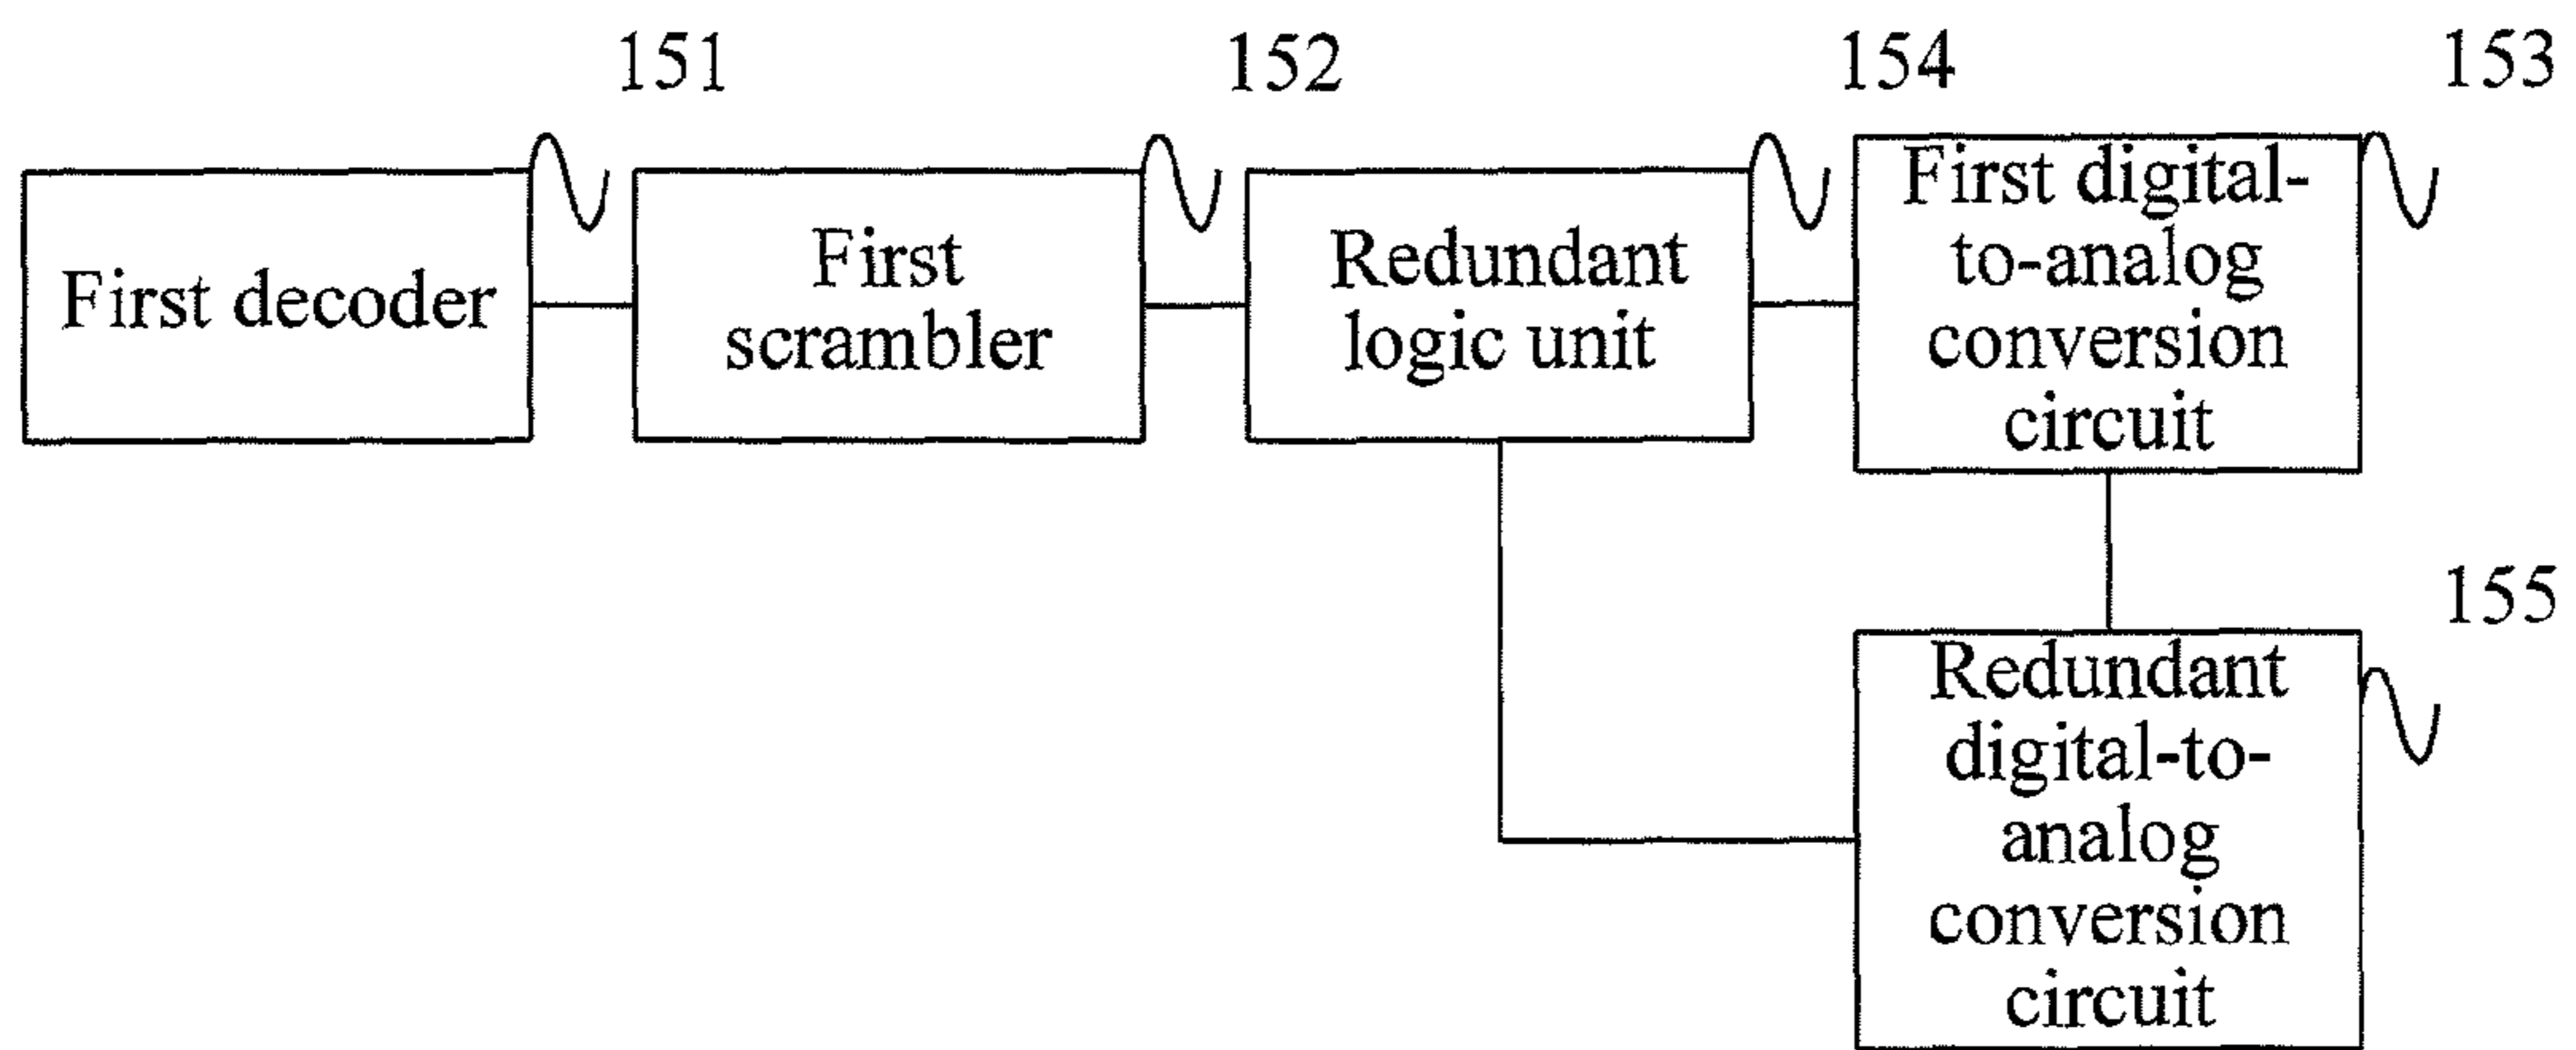 151
152
154
153
First decoder
First
scrambler
Redundant
logic unit
First digital-
to-analog
conversion
circuit
155
Redundant
digital-to-
analog
conversion
circuit